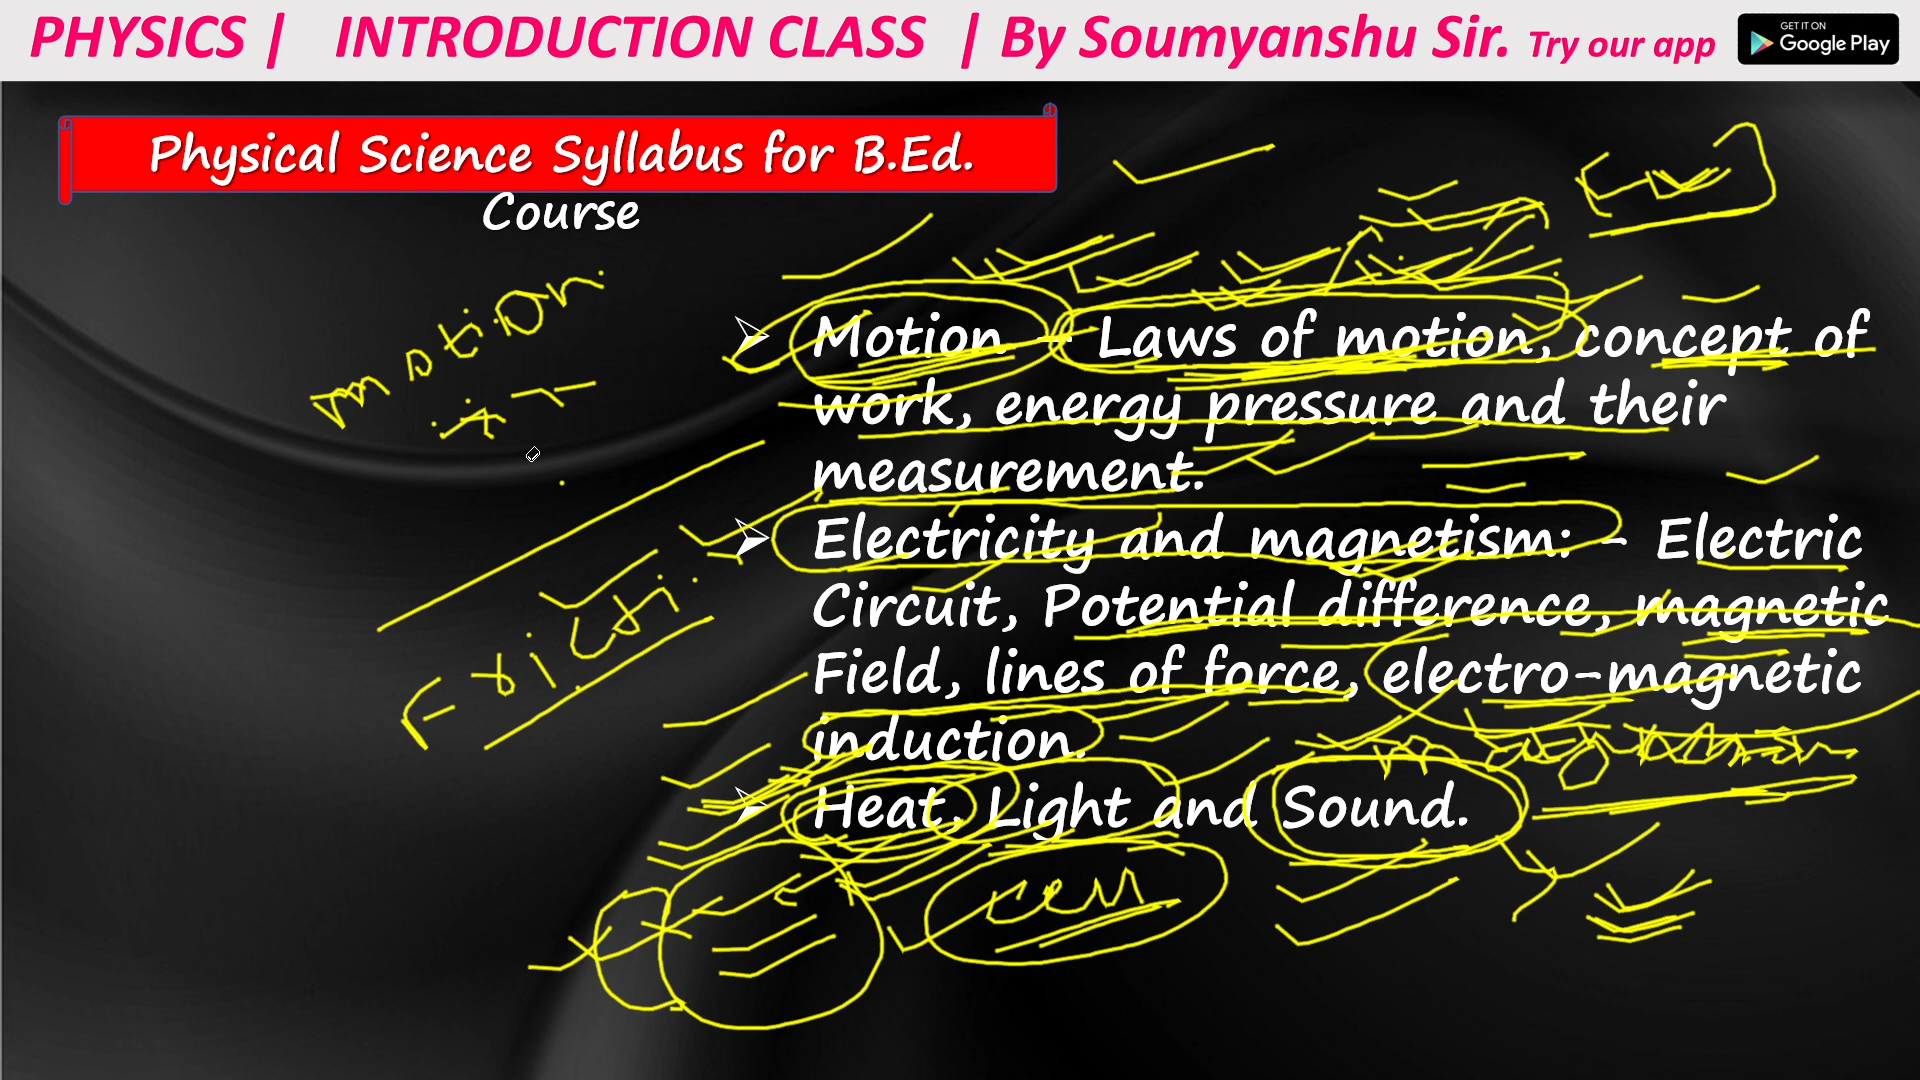 PHYSICS | INTRODUCTION CLASS | By Soumyanshu Sir. Try our app
GET IT ON
Google Play
Physical Science Syllabus for B.Ed.
Course
motion
➢ Motion – Laws of motion, concept of
work, energy pressure and their
measurement.
➢ Electricity and magnetism: - Electric
Circuit, Potential difference, magnetic
Field, lines of force, electro-magnetic
induction.
➢ Heat, Light and Sound.